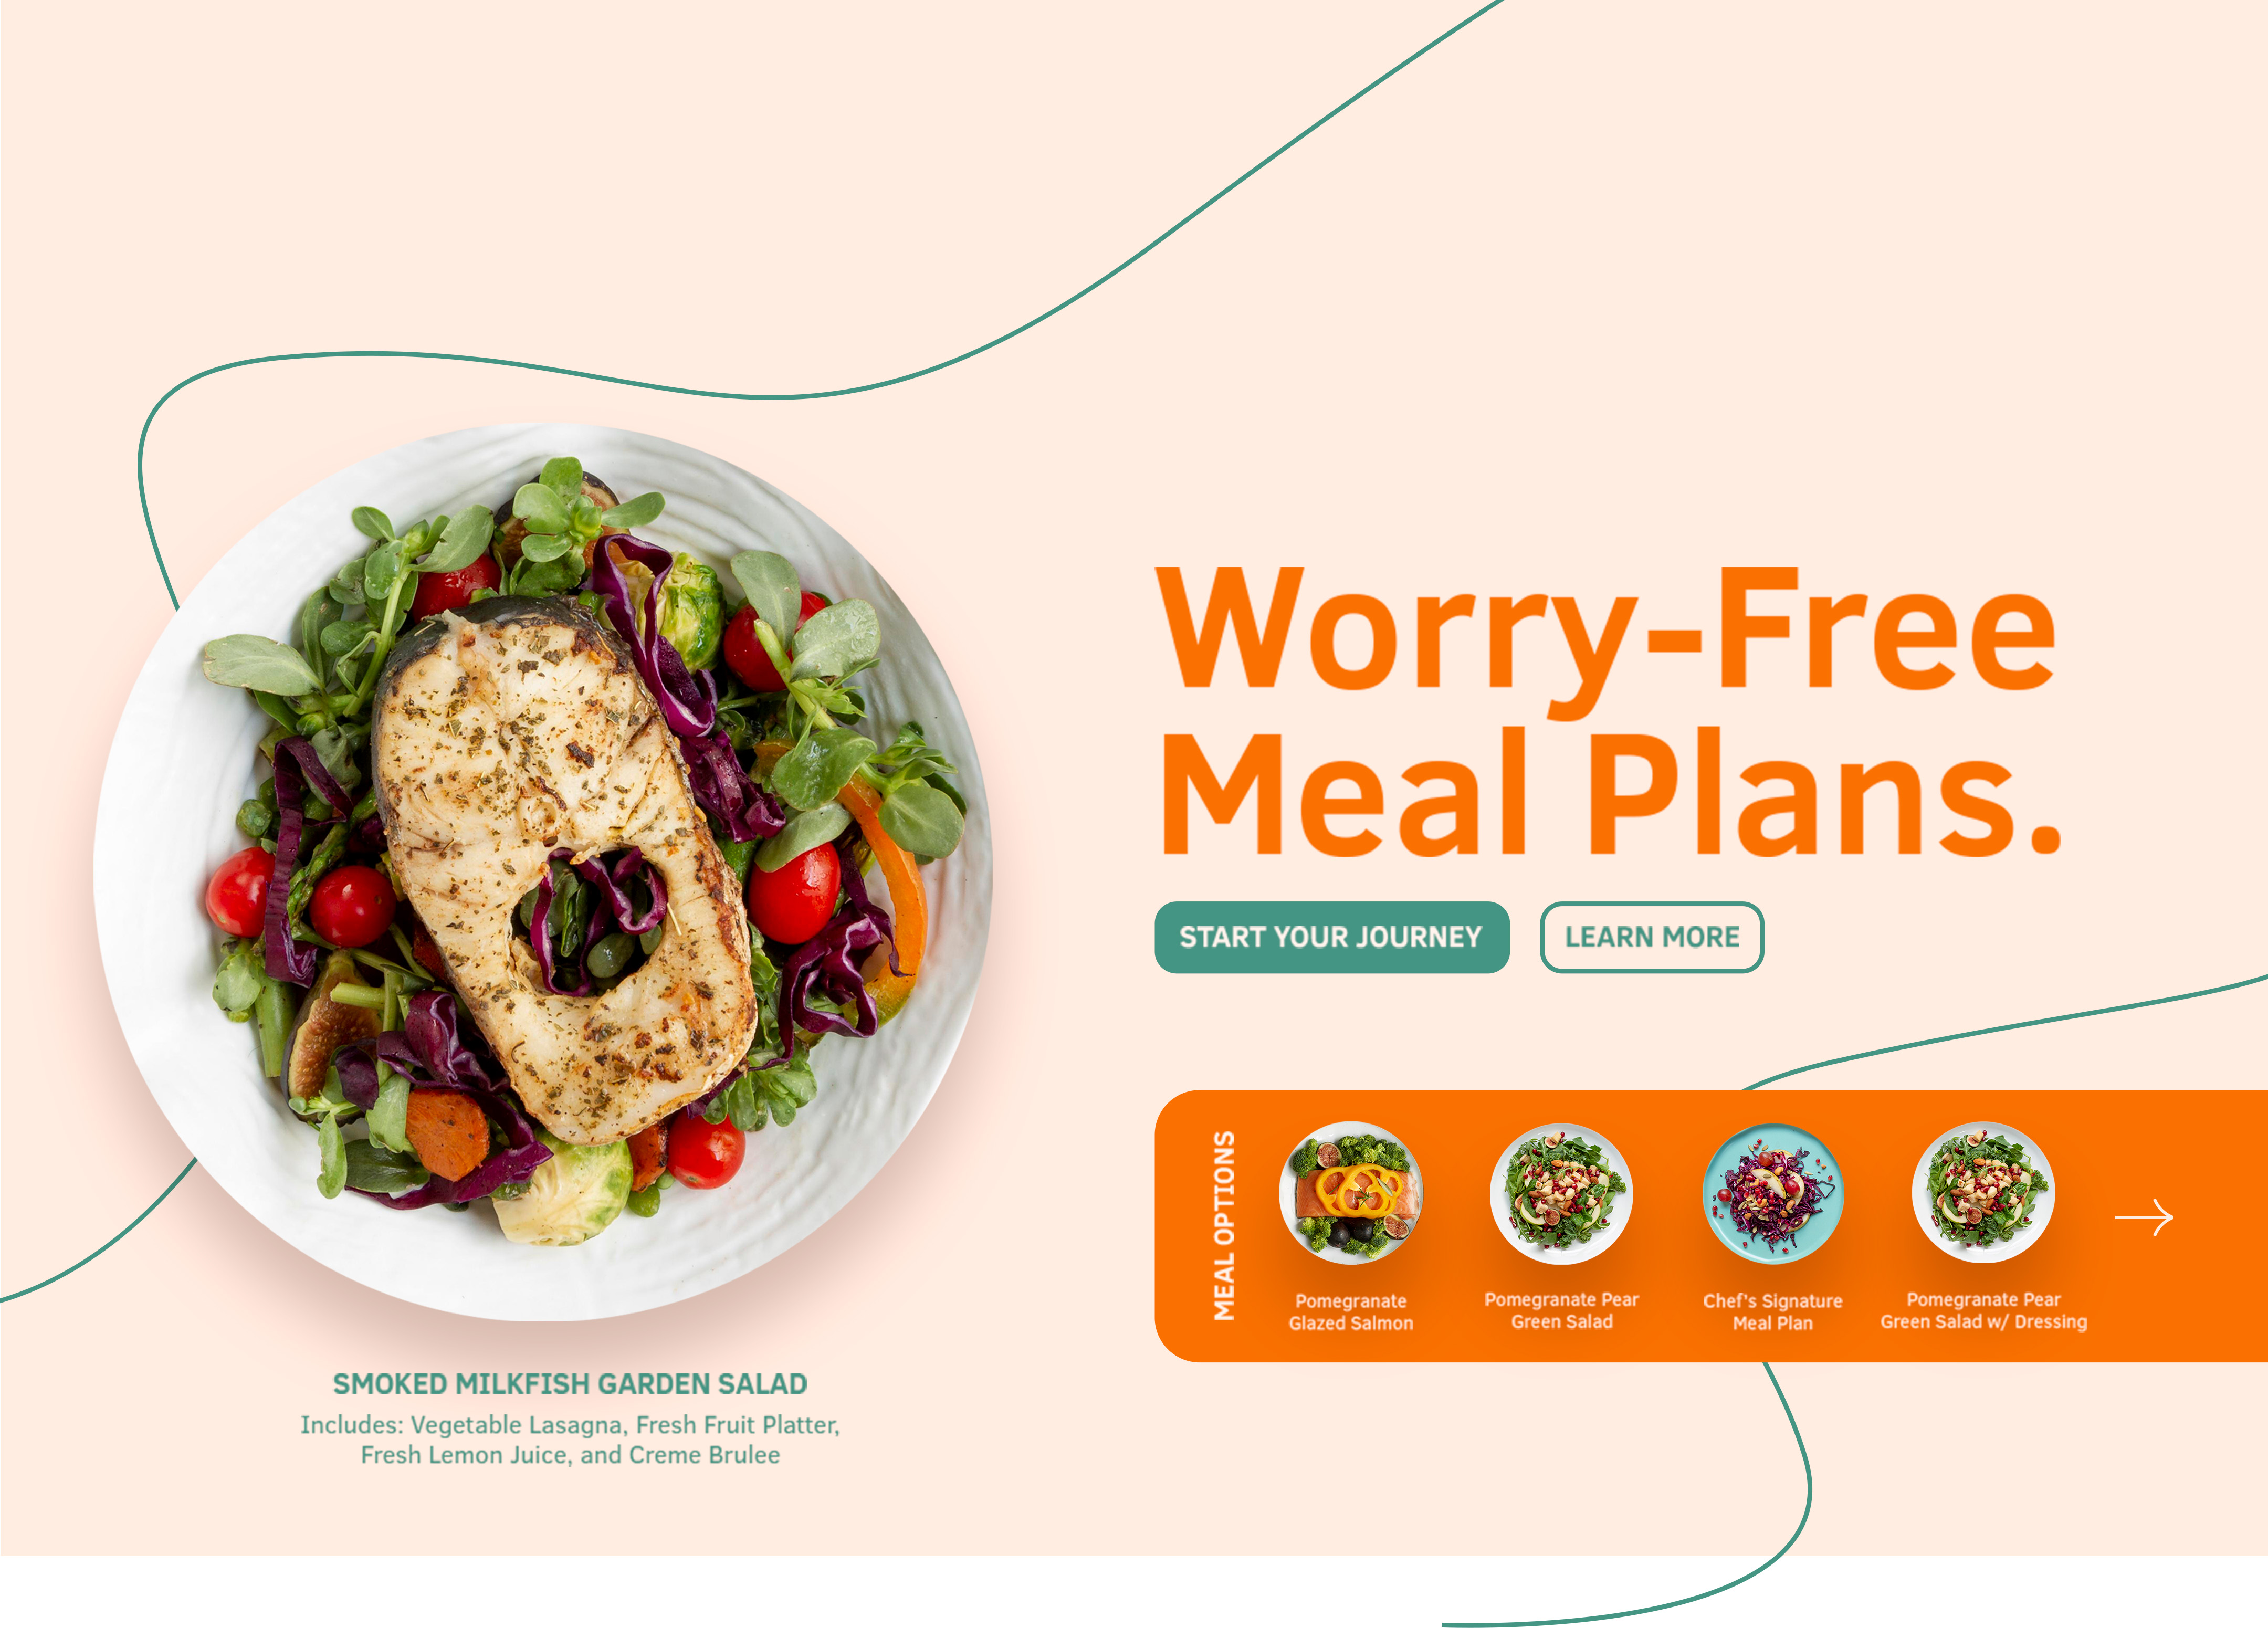 Worry-Free
Meal Plans.
START YOUR JOURNEY
LEARN MORE
MEAL OPTIONS
Pomegranate
Glazed Salmon
Pomegranate Pear
Green Salad
Chef's Signature
Meal Plan
Pomegranate Pear
Green Salad w/ Dressing
SMOKED MILKFISH GARDEN SALAD
Includes: Vegetable Lasagna, Fresh Fruit Platter,
Fresh Lemon Juice, and Creme Brulee